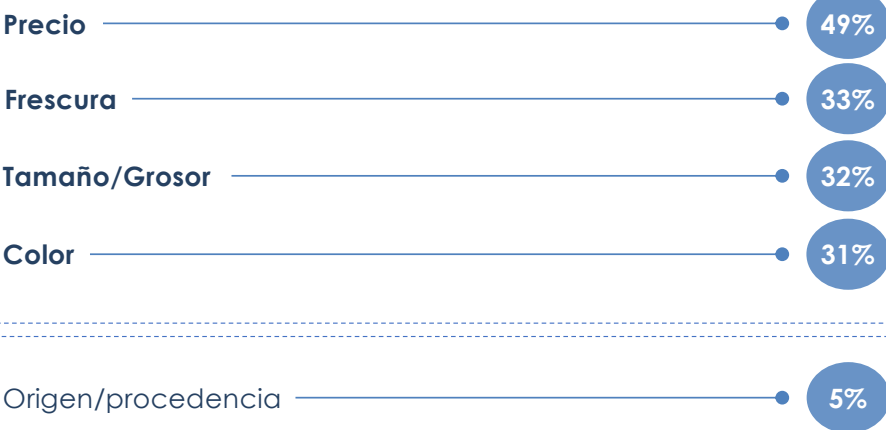 Precio 49%
Frescura 33%
Tamaño/Grosor 32%
Color 31%
Origen/procedencia 5%